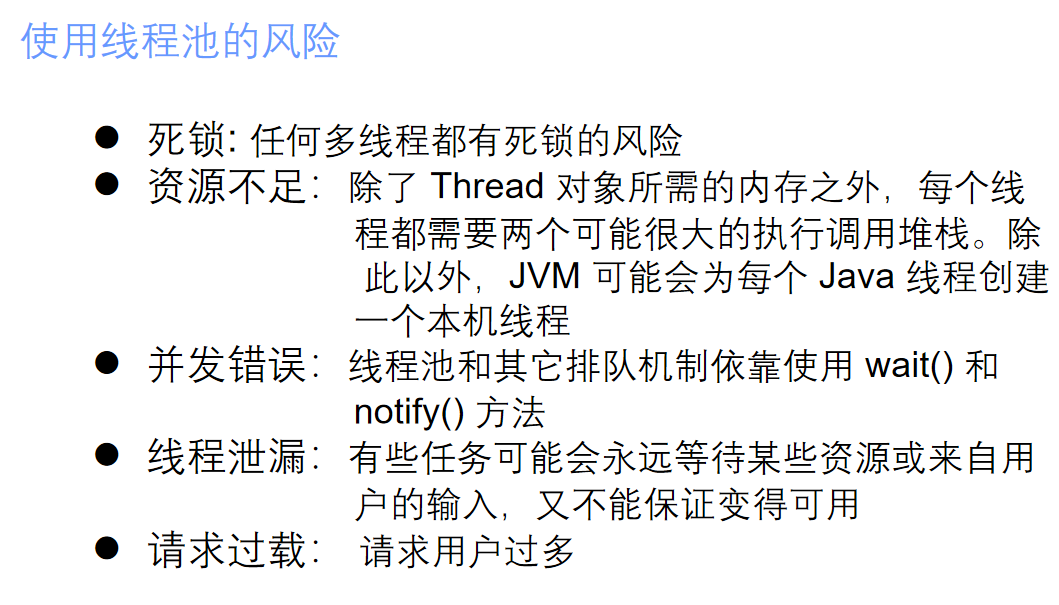 使用线程池的风险
● 死锁: 任何多线程都有死锁的风险
● 资源不足： 除了 Thread 对象所需的内存之外，每个线
程都需要两个可能很大的执行调用堆栈。除
此以外，JVM 可能会为每个 Java 线程创建
一个本机线程
● 并发错误： 线程池和其它排队机制依靠使用 wait() 和
notify() 方法
● 线程泄漏： 有些任务可能会永远等待某些资源或来自用
户的输入，又不能保证变得可用
● 请求过载： 请求用户过多